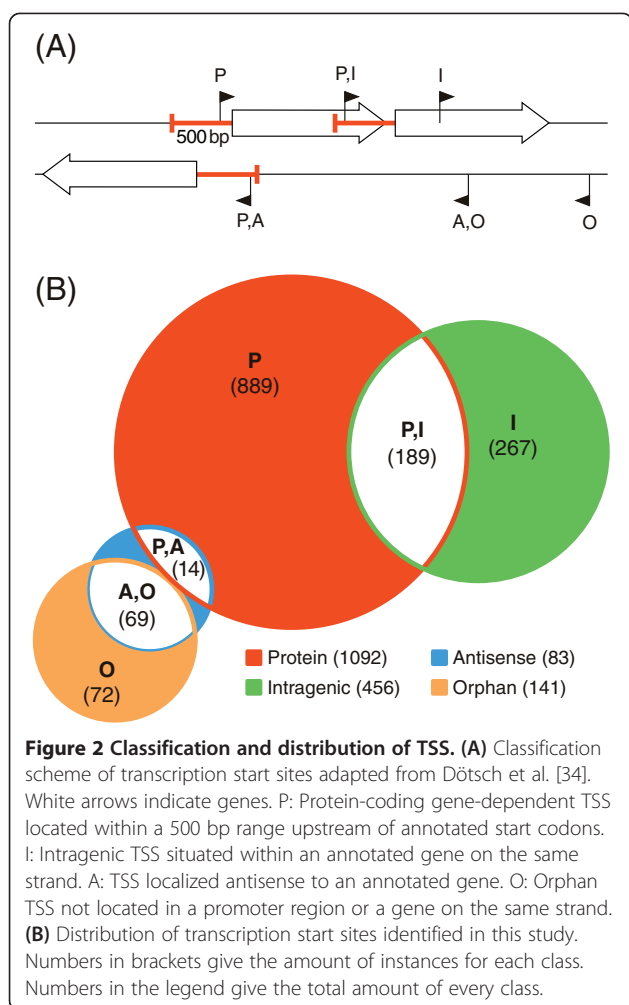 (A)
P
P,I
I
500 bp
P,A
A,O
O
(B)
P
(889)
P,I
(189)
I
(267)
P,A
(14)
A,O
(69)
O
(72)
Protein (1092)
Antisense (83)
Intragenic (456)
Orphan (141)
Figure 2 Classification and distribution of TSS. (A) Classification
scheme of transcription start sites adapted from Dötsch et al. [34].
White arrows indicate genes. P: Protein-coding gene-dependent TSS
located within a 500 bp range upstream of annotated start codons.
I: Intragenic TSS situated within an annotated gene on the same
strand. A: TSS localized antisense to an annotated gene. O: Orphan
TSS not located in a promoter region or a gene on the same strand.
(B) Distribution of transcription start sites identified in this study.
Numbers in brackets give the amount of instances for each class.
Numbers in the legend give the total amount of every class.